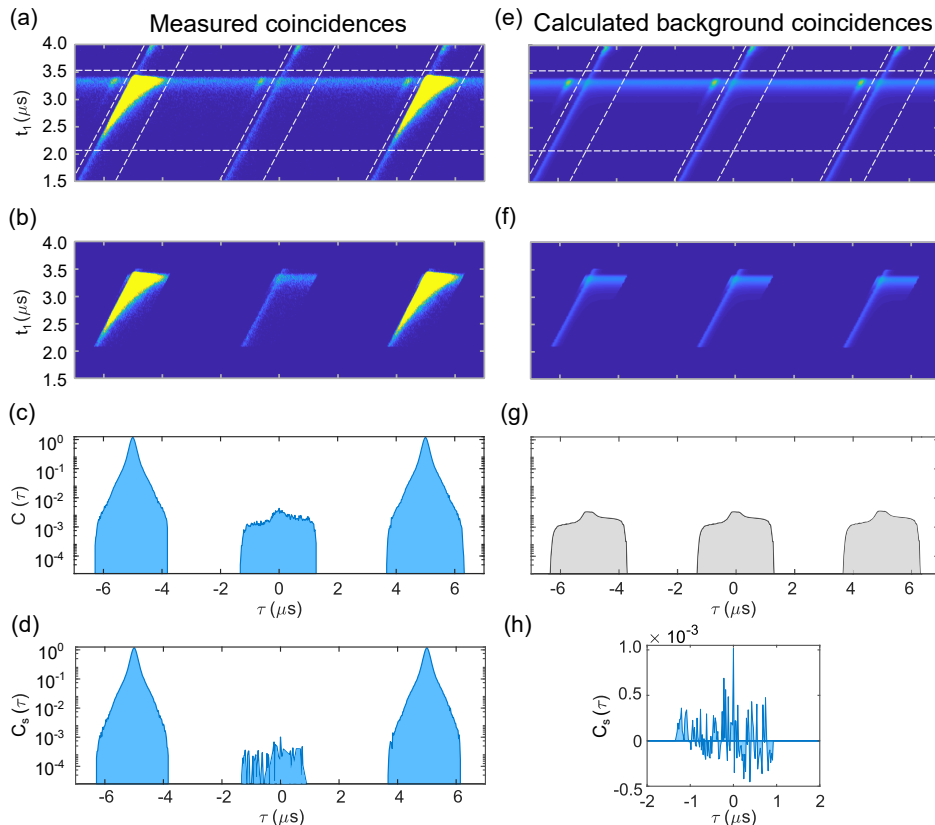 (a) Measured coincidences
(e) Calculated background coincidences
4.0
3.5
3.0
2.5
2.0
1.5
t₁ (μs)
(b)
(f)
4.0
3.5
3.0
2.5
2.0
1.5
t₁ (μs)
(c)
(g)
10⁰
10⁻¹
10⁻²
10⁻³
10⁻⁴
C (τ)
-6 -4 -2 0 2 4 6
τ (μs)
-6 -4 -2 0 2 4 6
τ (μs)
(d)
(h)
10⁰
10⁻¹
10⁻²
10⁻³
10⁻⁴
Cₛ (τ)
-6 -4 -2 0 2 4 6
τ (μs)
× 10⁻³
1.0
0.5
0
-0.5
Cₛ (τ)
-2 -1 0 1 2
τ (μs)